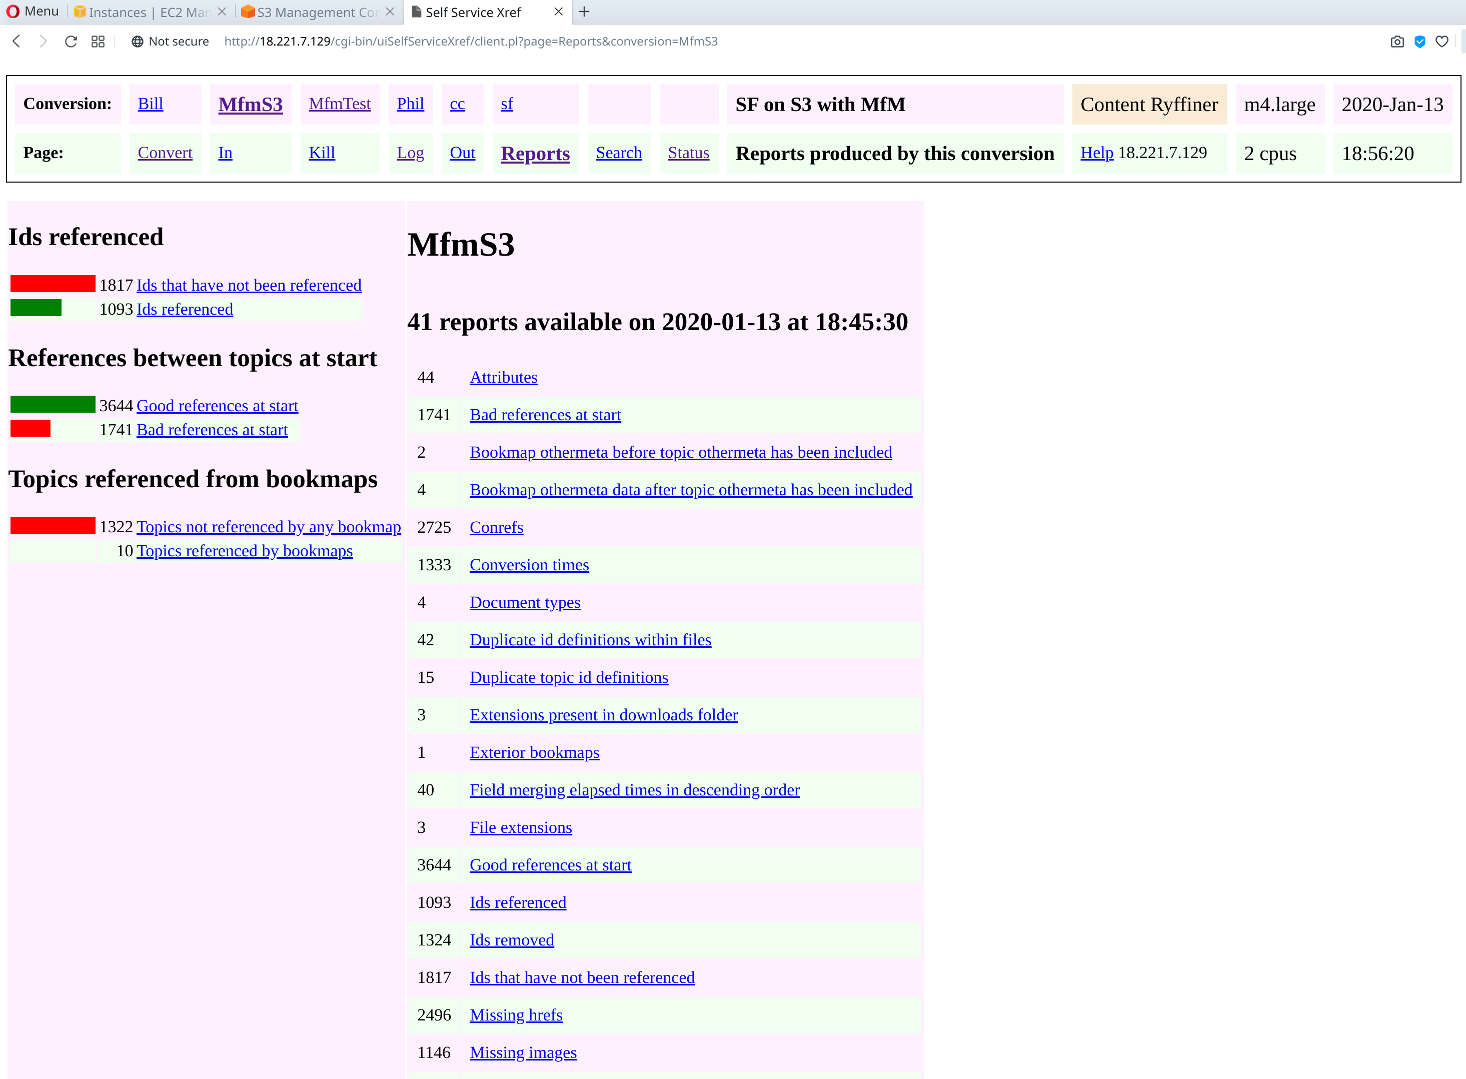 Menu
Instances | EC2 Mar
S3 Management Co
Self Service Xref
Not secure http://18.221.7.129/cgi-bin/uiSelfServiceXref/client.pl?page=Reports&conversion=MfmS3
Conversion: Bill MfmS3 MfmTest Phil cc sf SF on S3 with MfM Content Ryffiner m4.large 2020-Jan-13
Page: Convert In Kill Log Out Reports Search Status Reports produced by this conversion Help 18.221.7.129 2 cpus 18:56:20
Ids referenced
1817 Ids that have not been referenced
1093 Ids referenced
References between topics at start
3644 Good references at start
1741 Bad references at start
Topics referenced from bookmaps
1322 Topics not referenced by any bookmap
10 Topics referenced by bookmaps
MfmS3
41 reports available on 2020-01-13 at 18:45:30
44 Attributes
1741 Bad references at start
2 Bookmap othermeta before topic othermeta has been included
4 Bookmap othermeta data after topic othermeta has been included
2725 Conrefs
1333 Conversion times
4 Document types
42 Duplicate id definitions within files
15 Duplicate topic id definitions
3 Extensions present in downloads folder
1 Exterior bookmaps
40 Field merging elapsed times in descending order
3 File extensions
3644 Good references at start
1093 Ids referenced
1324 Ids removed
1817 Ids that have not been referenced
2496 Missing hrefs
1146 Missing images